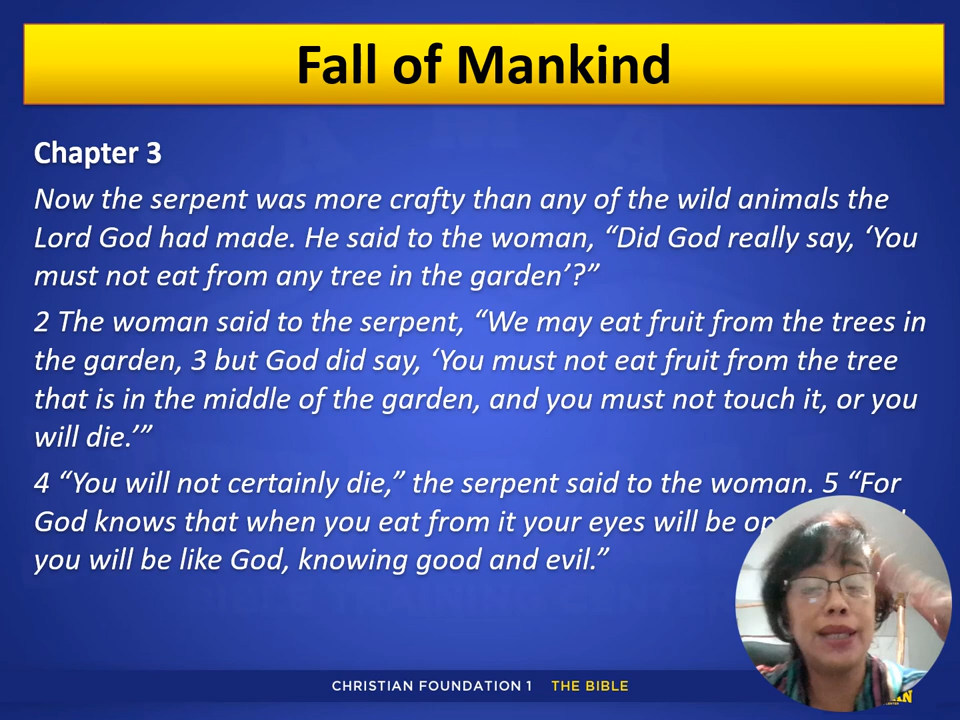 Fall of Mankind
Chapter 3
Now the serpent was more crafty than any of the wild animals the
Lord God had made. He said to the woman, “Did God really say, ‘You
must not eat from any tree in the garden’?”
2 The woman said to the serpent, “We may eat fruit from the trees in
the garden, 3 but God did say, ‘You must not eat fruit from the tree
that is in the middle of the garden, and you must not touch it, or you
will die.’”
4 “You will not certainly die,” the serpent said to the woman. 5 “For
God knows that when you eat from it your eyes will be
you will be like God, knowing good and evil.”
CHRISTIAN FOUNDATION 1 THE BIBLE